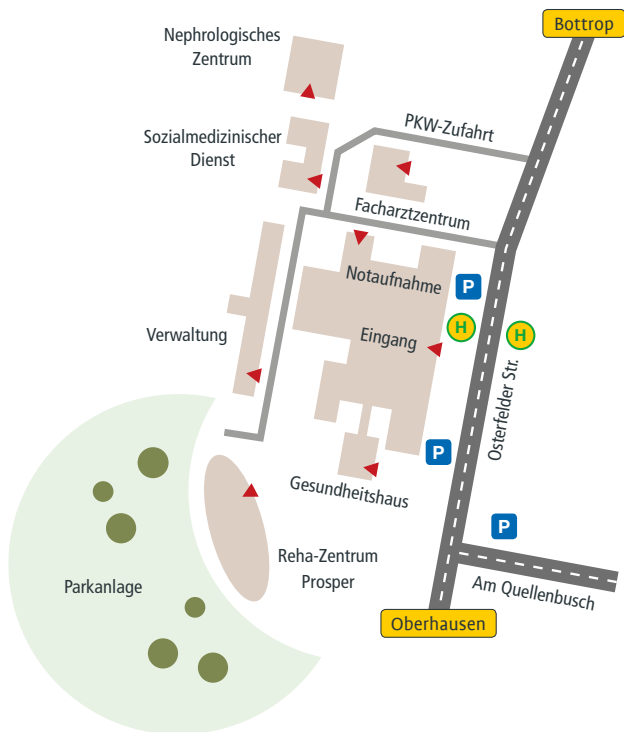 Bottrop
Nephrologisches
Zentrum
PKW-Zufahrt
Sozialmedizinischer
Dienst
Facharztzentrum
Notaufnahme
P
H
H
Verwaltung
Eingang
Osterfelder Str.
P
Gesundheitshaus
P
Reha-Zentrum
Prosper
Parkanlage
Am Quellenbusch
Oberhausen